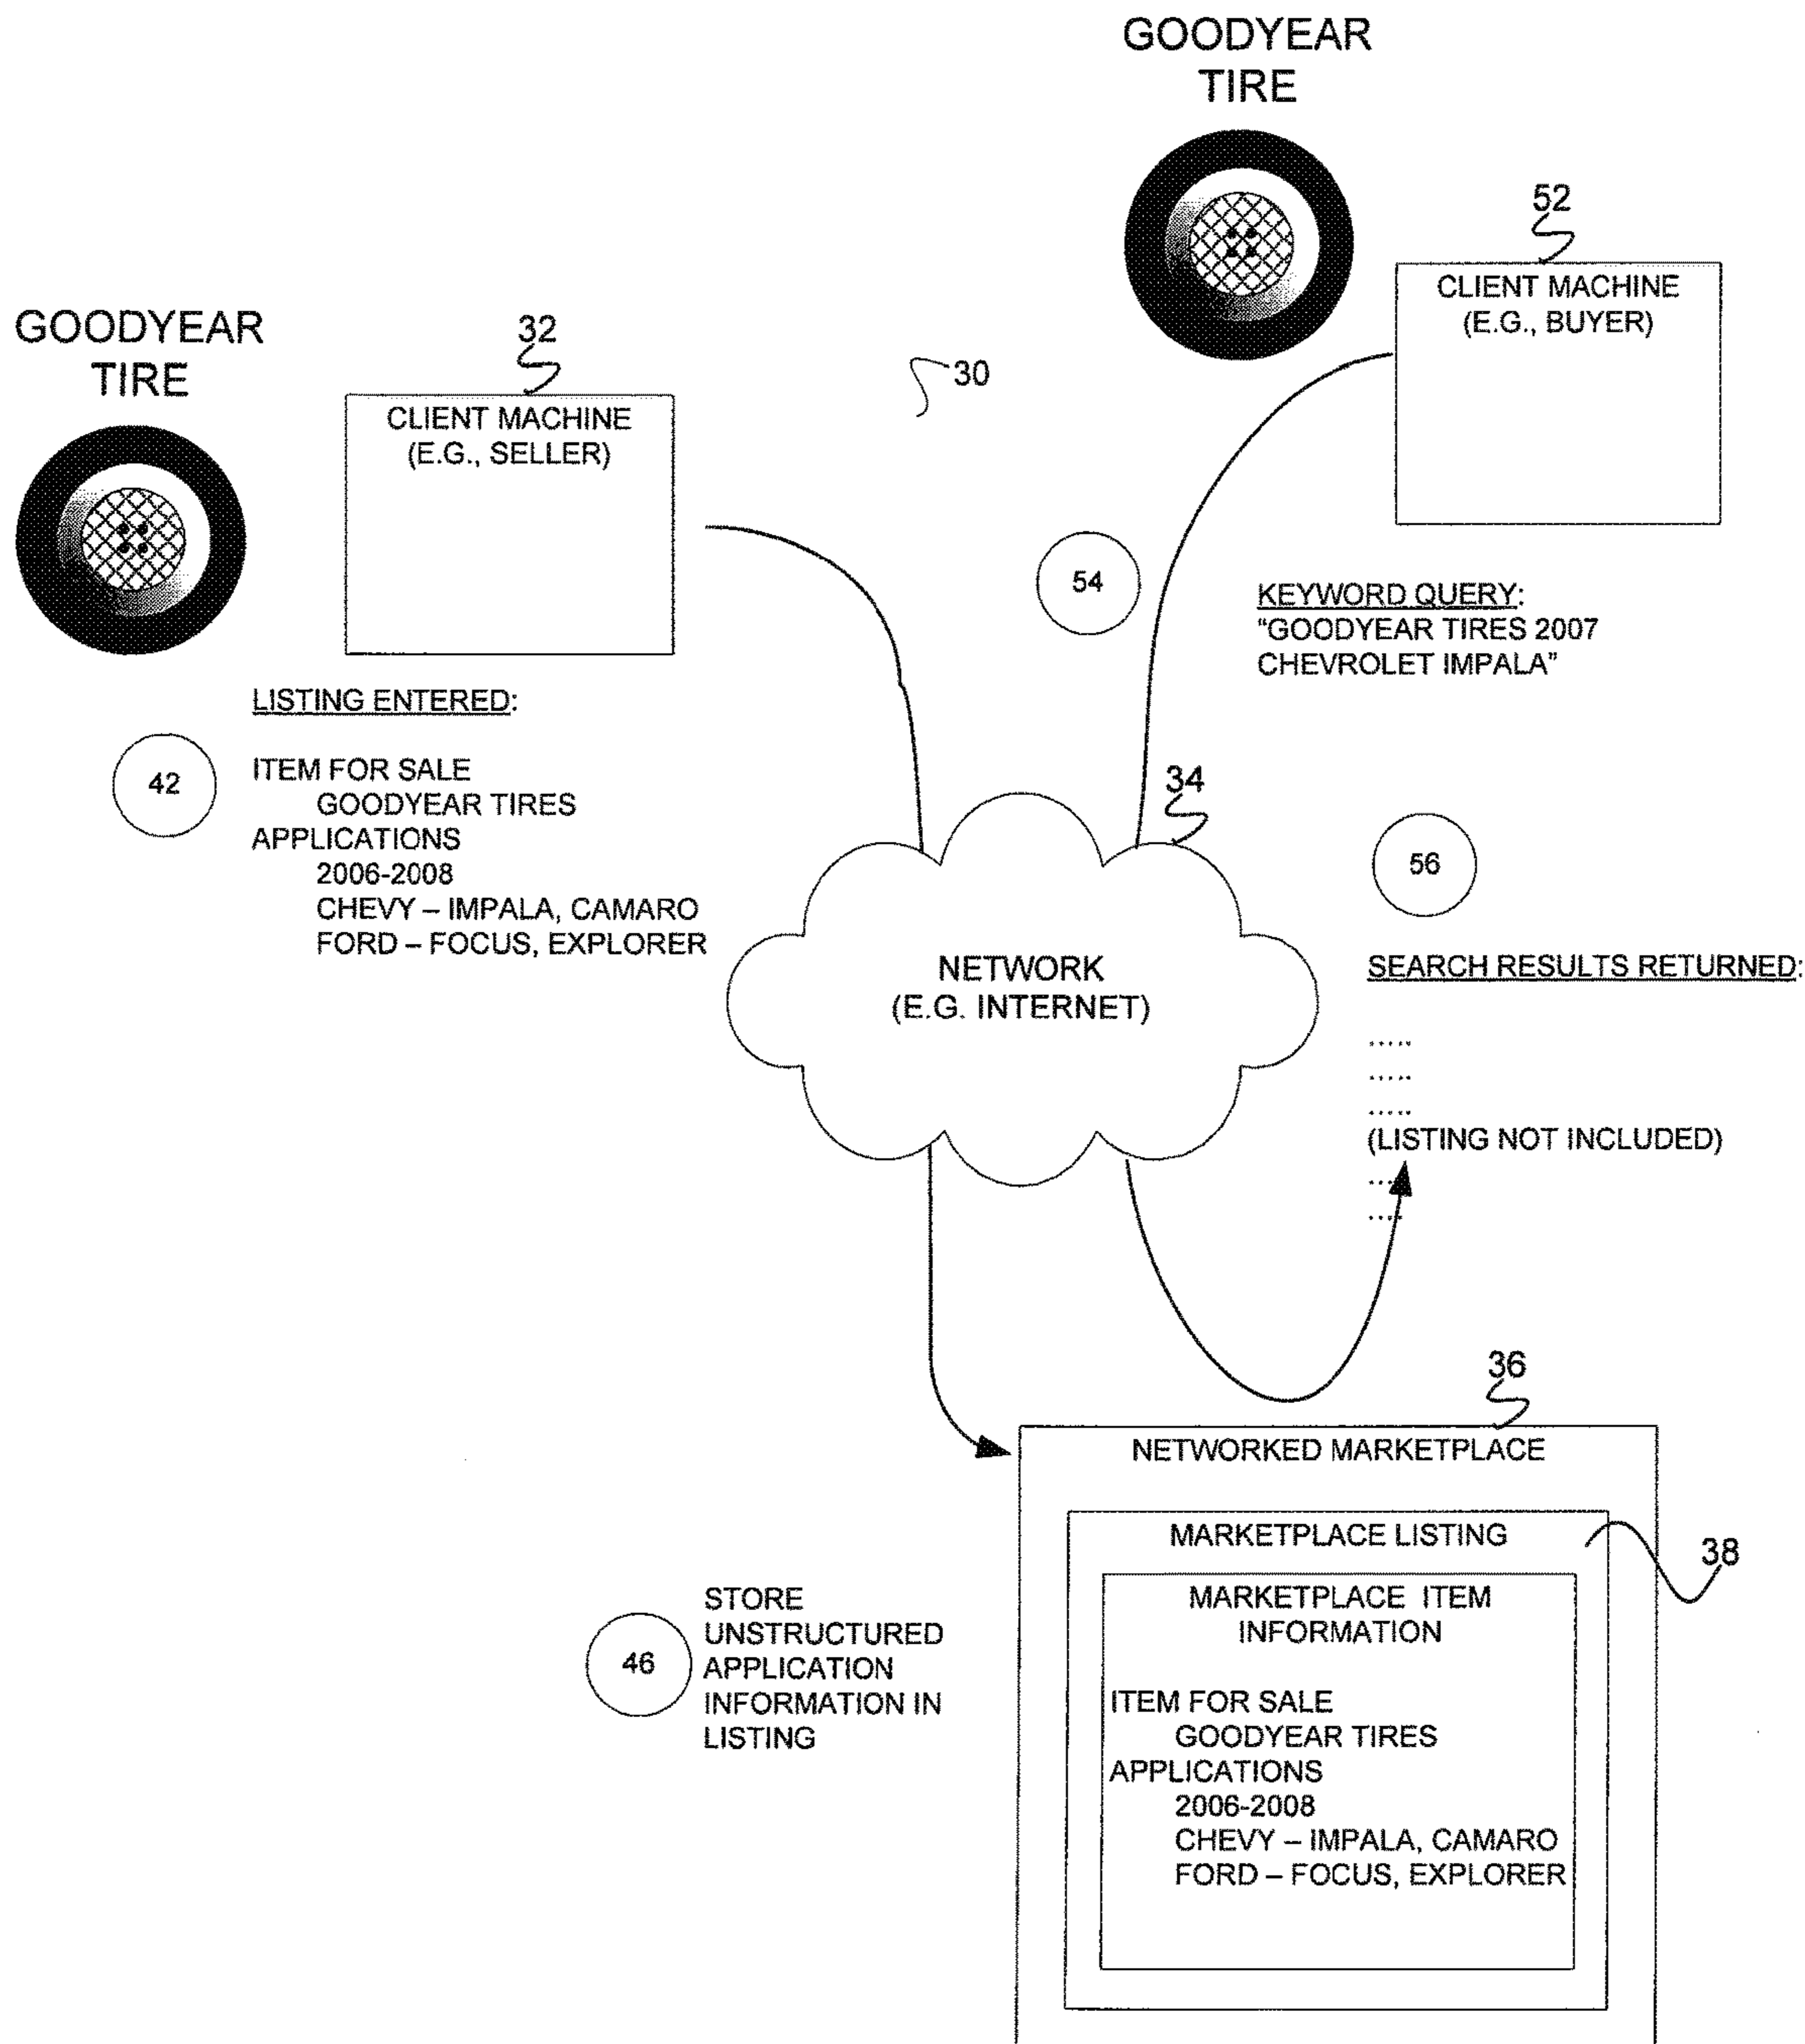 GOODYEAR
TIRE
52
CLIENT MACHINE
(E.G., BUYER)
GOODYEAR
TIRE
32
CLIENT MACHINE
(E.G., SELLER)
30
54
KEYWORD QUERY:
"GOODYEAR TIRES 2007
CHEVROLET IMPALA"
LISTING ENTERED:
42
ITEM FOR SALE
GOODYEAR TIRES
APPLICATIONS
2006-2008
CHEVY – IMPALA, CAMARO
FORD – FOCUS, EXPLORER
34
NETWORK
(E.G. INTERNET)
56
SEARCH RESULTS RETURNED:
.....
.....
.....
(LISTING NOT INCLUDED)
....
....
36
NETWORKED MARKETPLACE
38
MARKETPLACE LISTING
MARKETPLACE ITEM
INFORMATION
ITEM FOR SALE
GOODYEAR TIRES
APPLICATIONS
2006-2008
CHEVY – IMPALA, CAMARO
FORD – FOCUS, EXPLORER
46
STORE
UNSTRUCTURED
APPLICATION
INFORMATION IN
LISTING